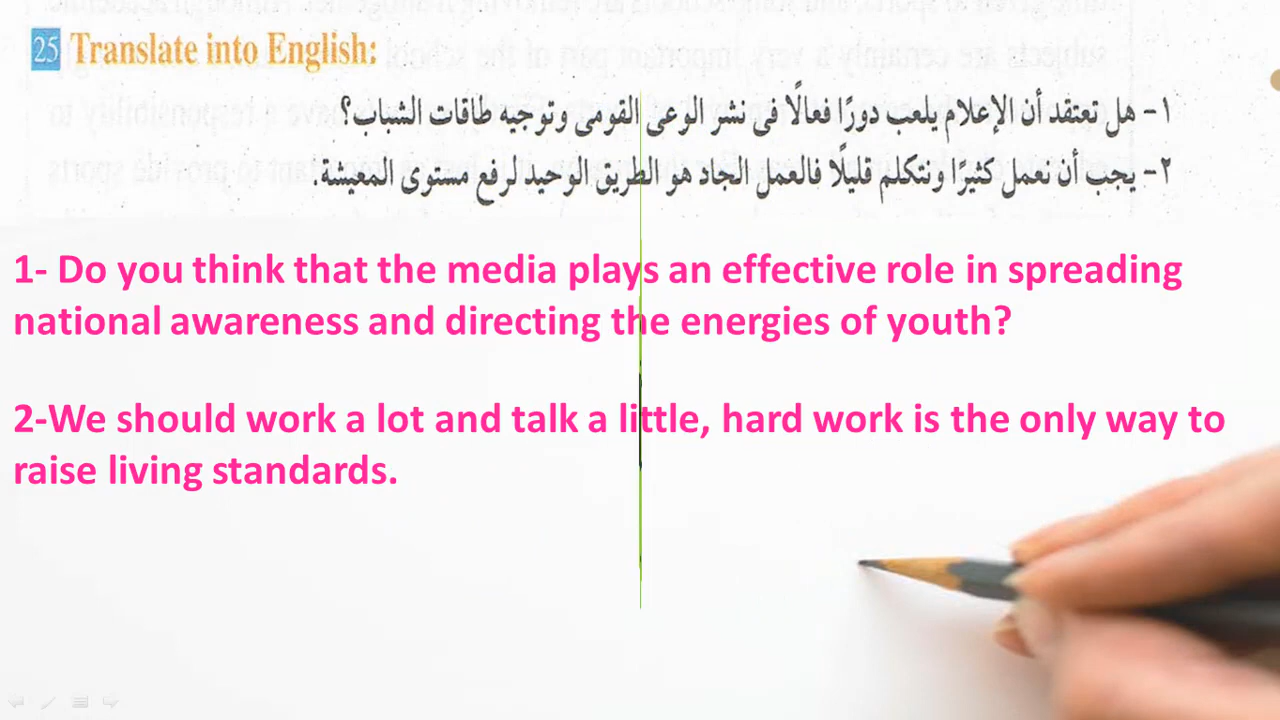 25 Translate into English:
١- هل تعتقد أن الإعلام يلعب دورًا فعالًا فى نشر الوعى القومى وتوجيه طاقات الشباب؟
٢- يجب أن نعمل كثيرًا ونتكلم قليلًا فالعمل الجاد هو الطريق الوحيد لرفع مستوى المعيشة.
1- Do you think that the media plays an effective role in spreading
national awareness and directing the energies of youth?
2-We should work a lot and talk a little, hard work is the only way to
raise living standards.